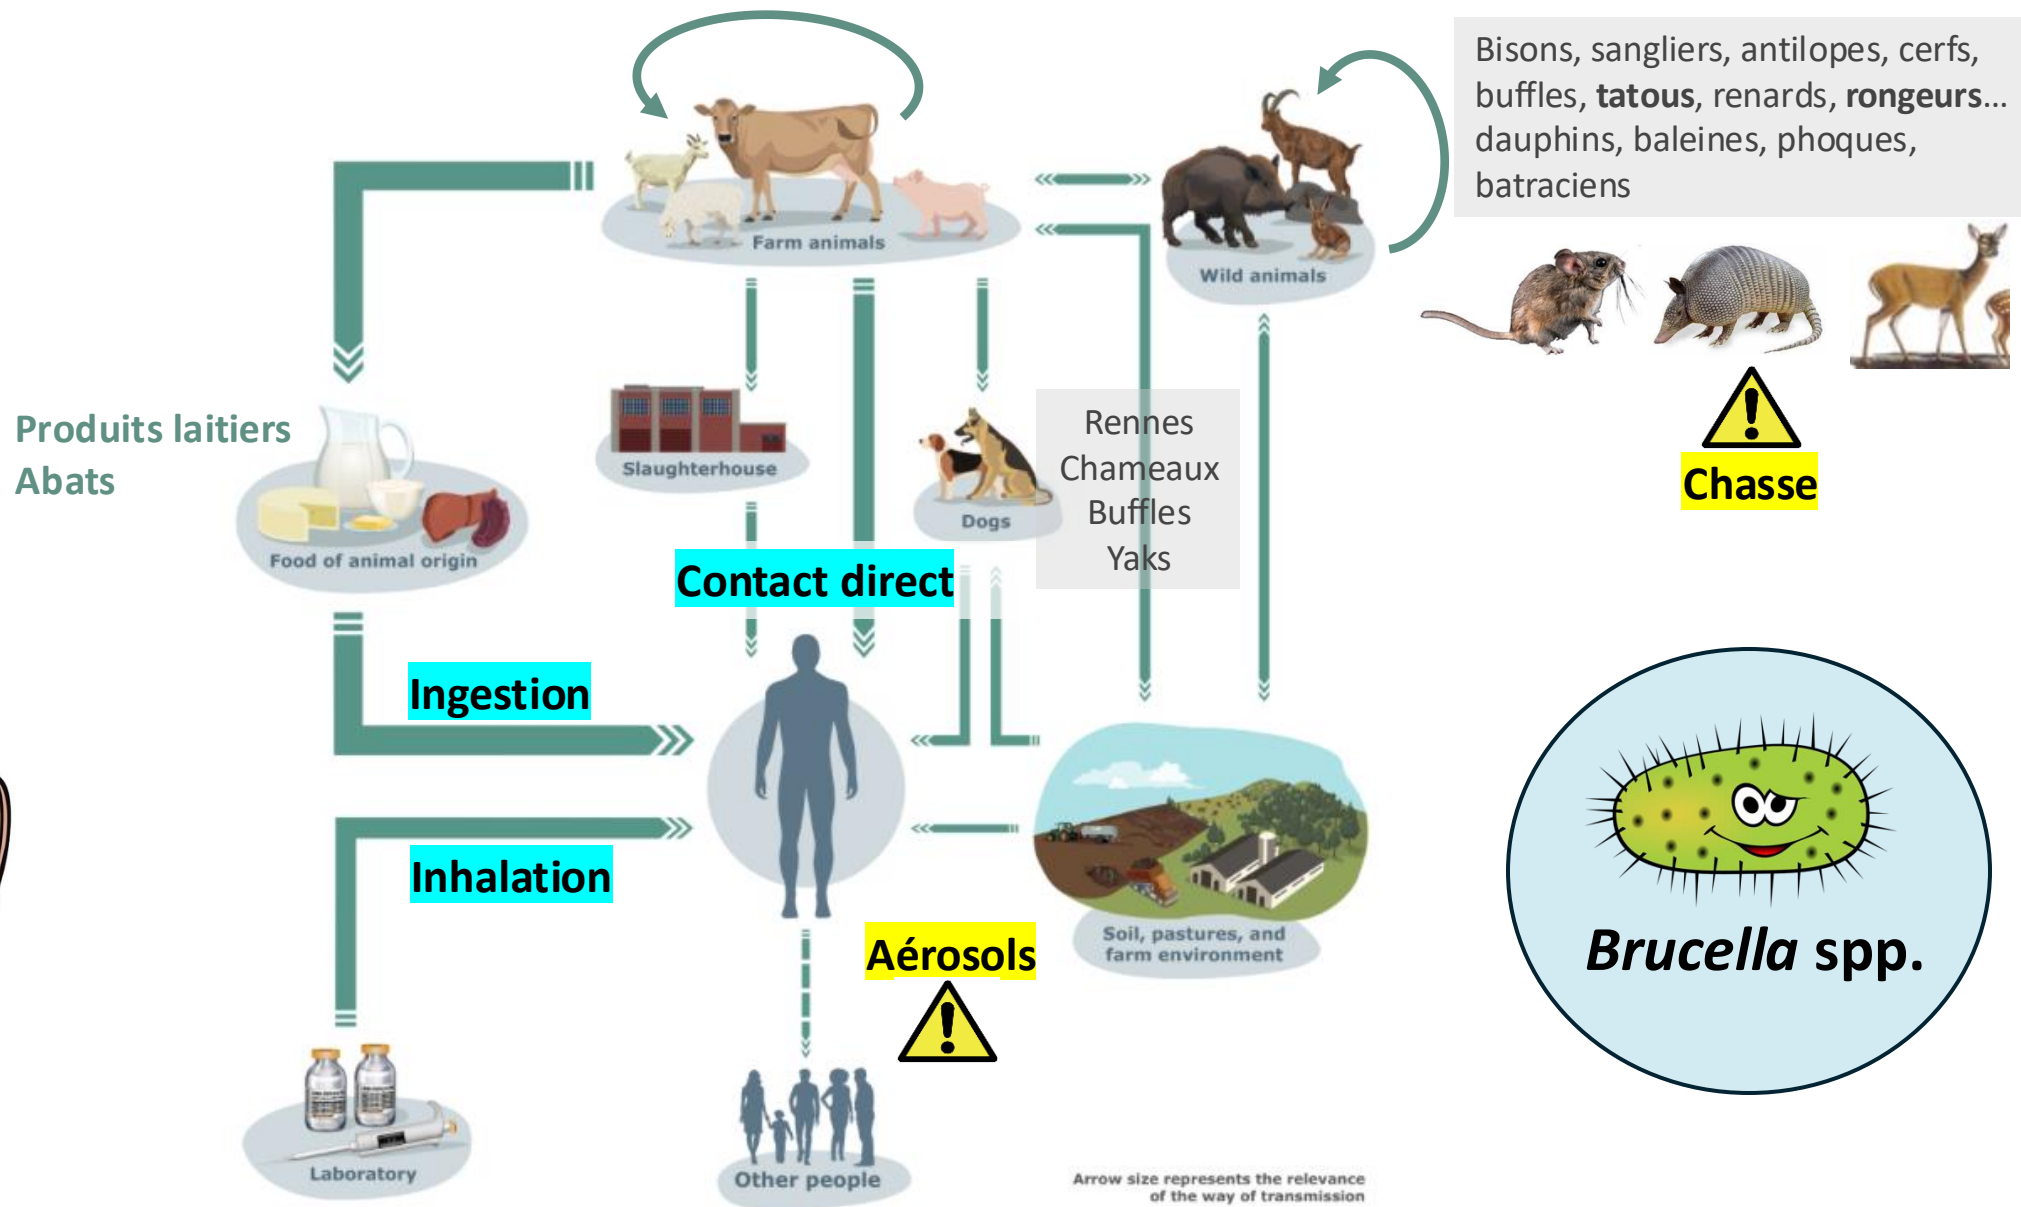 Bisons, sangliers, antilopes, cerfs,
buffles, tatous, renards, rongeurs...
dauphins, baleines, phoques,
batraciens
Farm animals
Wild animals
Chasse
Produits laitiers
Abats
Food of animal origin
Slaughterhouse
Dogs
Rennes
Chameaux
Buffles
Yaks
Contact direct
Ingestion
Inhalation
Aérosols
Soil, pastures, and
farm environment
Brucella spp.
Laboratory
Other people
Arrow size represents the relevance
of the way of transmission